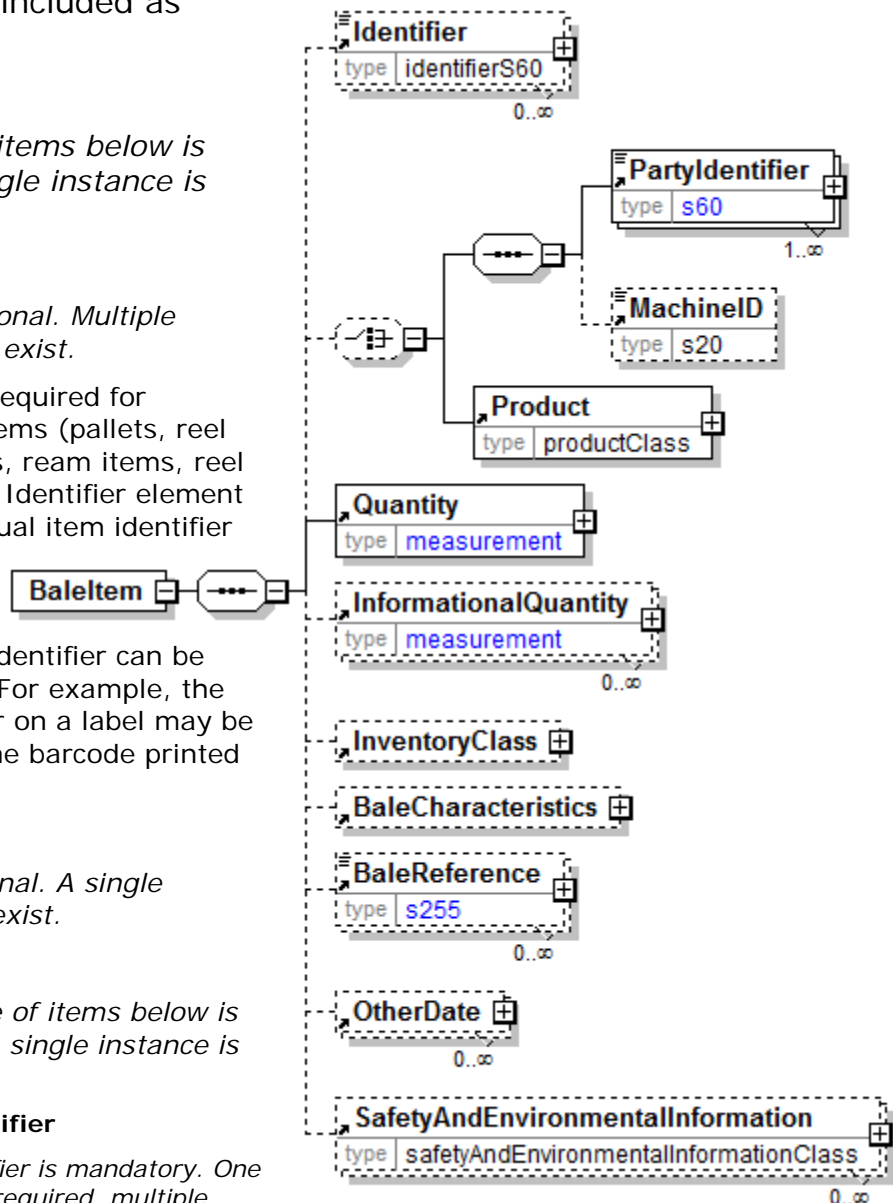 included as
items below is
gle instance is
onal. Multiple
exist.
equired for
ems (pallets, reel
s, ream items, reel
Identifier element
ual item identifier
dentifier can be
For example, the
r on a label may be
ne barcode printed
nal. A single
exist.
e of items below is
single instance is
ifier
fier is mandatory. One
required, multiple
BaleItem
Identifier
type identifierS60
0..∞
PartyIdentifier
type s60
1..∞
MachineID
type s20
Product
type productClass
Quantity
type measurement
InformationalQuantity
type measurement
0..∞
InventoryClass
BaleCharacteristics
BaleReference
type s255
0..∞
OtherDate
0..∞
SafetyAndEnvironmentalInformation
type safetyAndEnvironmentalInformationClass
0..∞